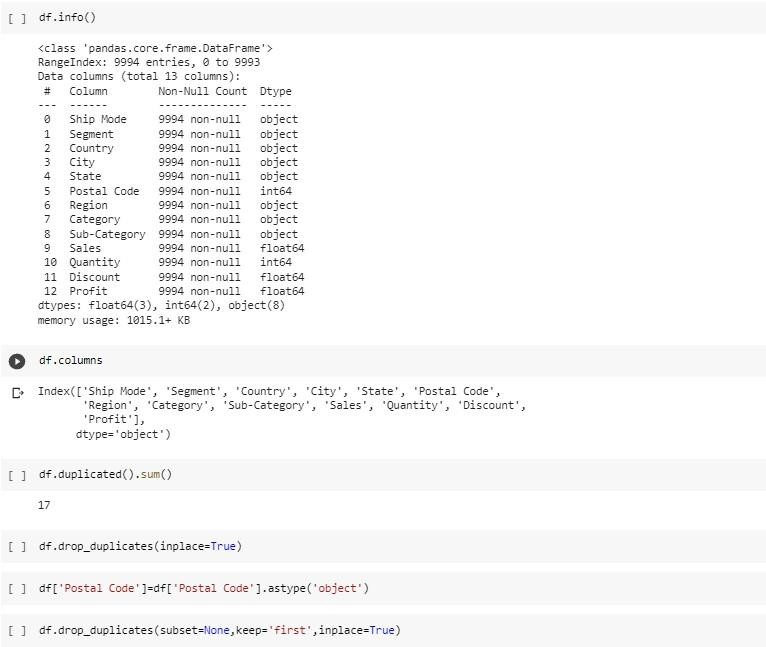 [ ] df.info()
<class 'pandas.core.frame.DataFrame'>
RangeIndex: 9994 entries, 0 to 9993
Data columns (total 13 columns):
 #   Column        Non-Null Count  Dtype
---  ------        --------------  -----
 0   Ship Mode     9994 non-null   object
 1   Segment       9994 non-null   object
 2   Country       9994 non-null   object
 3   City          9994 non-null   object
 4   State         9994 non-null   object
 5   Postal Code   9994 non-null   int64
 6   Region        9994 non-null   object
 7   Category      9994 non-null   object
 8   Sub-Category  9994 non-null   object
 9   Sales         9994 non-null   float64
 10  Quantity      9994 non-null   int64
 11  Discount      9994 non-null   float64
 12  Profit        9994 non-null   float64
dtypes: float64(3), int64(2), object(8)
memory usage: 1015.1+ KB
df.columns
Index(['Ship Mode', 'Segment', 'Country', 'City', 'State', 'Postal Code',
       'Region', 'Category', 'Sub-Category', 'Sales', 'Quantity', 'Discount',
       'Profit'],
      dtype='object')
[ ] df.duplicated().sum()
17
[ ] df.drop_duplicates(inplace=True)
[ ] df['Postal Code']=df['Postal Code'].astype('object')
[ ] df.drop_duplicates(subset=None,keep='first',inplace=True)